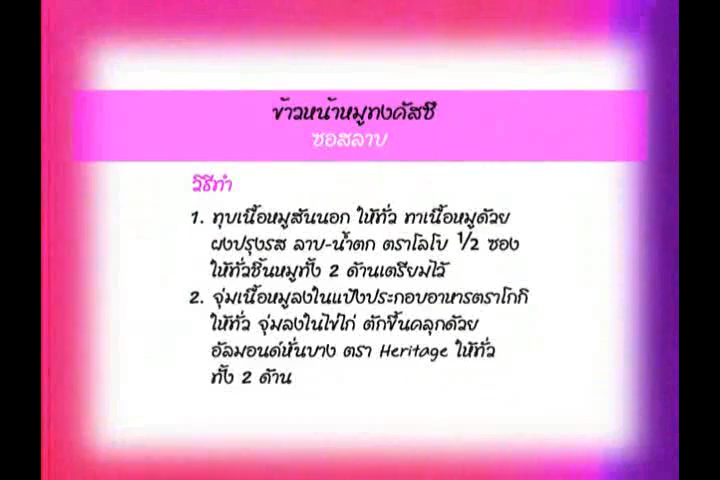 ข้าวหน้าหมูทงคัสซึ
ซอสลาบ
วิธีทำ
1. ทุบเนื้อหมูสันนอก ให้ทั่ว ทาเนื้อหมูด้วย
ผงปรุงรส ลาบ-น้ำตก ตราโลโบ 1/2 ซอง
ให้ทั่วชิ้นหมูทั้ง 2 ด้านเตรียมไว้
2. จุ่มเนื้อหมูลงในแป้งประกอบอาหารตราโกกิ
ให้ทั่ว จุ่มลงในไข่ไก่ ตักขึ้นคลุกด้วย
อัลมอนด์หั่นบาง ตรา Heritage ให้ทั่ว
ทั้ง 2 ด้าน